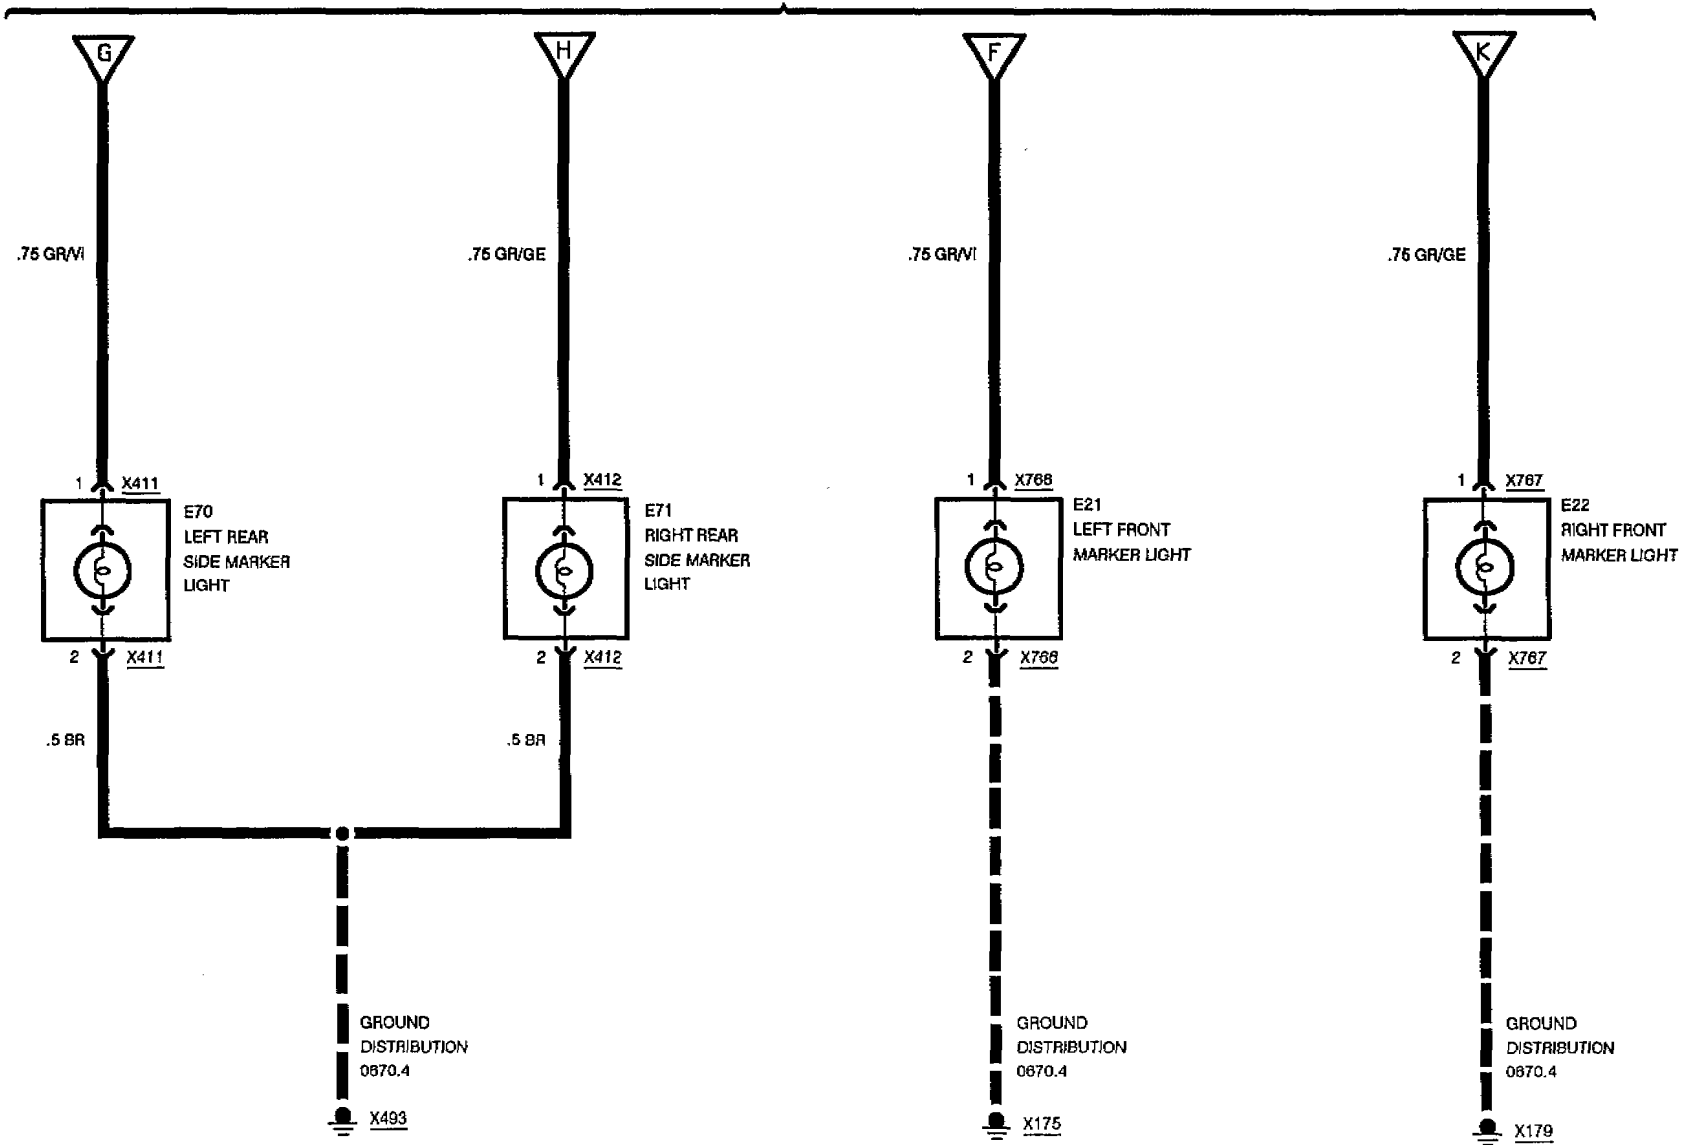 G
H
F
K
.75 GR/VI
.75 GR/GE
.75 GR/VI
.75 GR/GE
1 X411
E70
LEFT REAR
SIDE MARKER
LIGHT
2 X411
1 X412
E71
RIGHT REAR
SIDE MARKER
LIGHT
2 X412
1 X766
E21
LEFT FRONT
MARKER LIGHT
2 X766
1 X767
E22
RIGHT FRONT
MARKER LIGHT
2 X767
.5 BR
.5 BR
GROUND
DISTRIBUTION
0670.4
X493
GROUND
DISTRIBUTION
0670.4
X175
GROUND
DISTRIBUTION
0670.4
X179